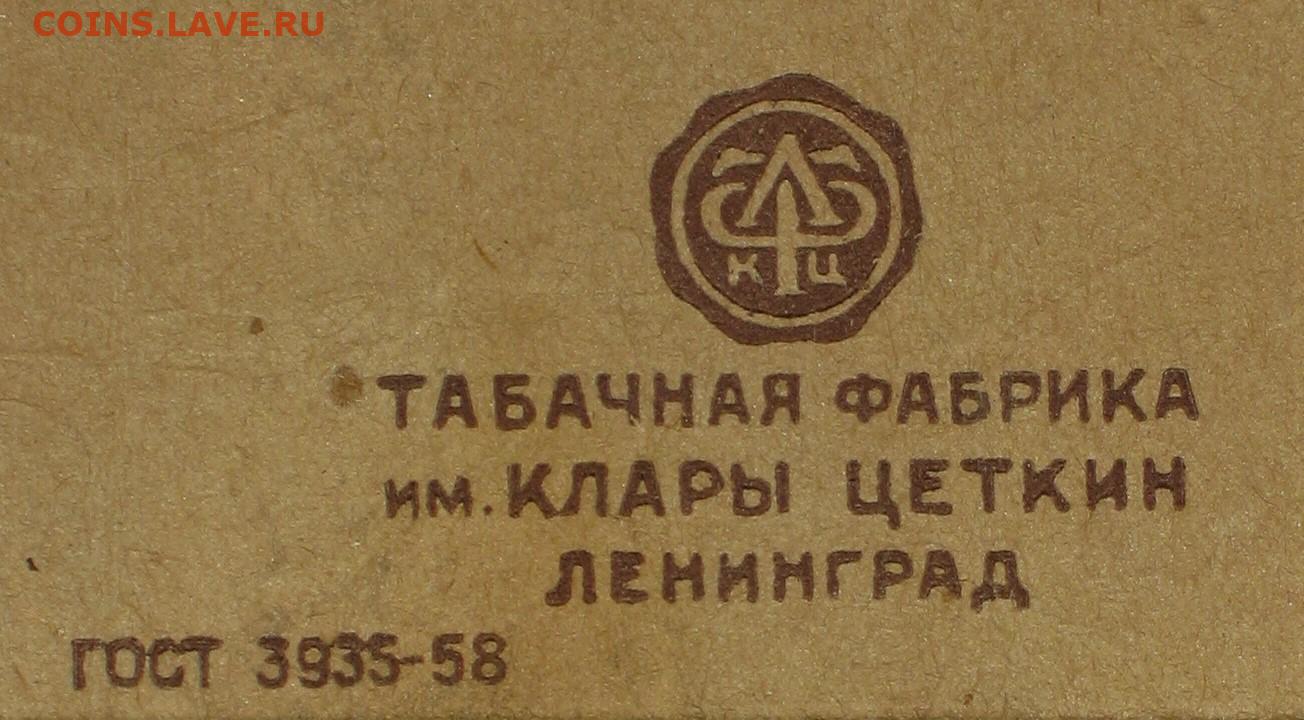 COINS.LAVE.RU
К Ц
ТАБАЧНАЯ ФАБРИКА
им. КЛАРЫ ЦЕТКИН
ЛЕНИНГРАД
ГОСТ 3935-58